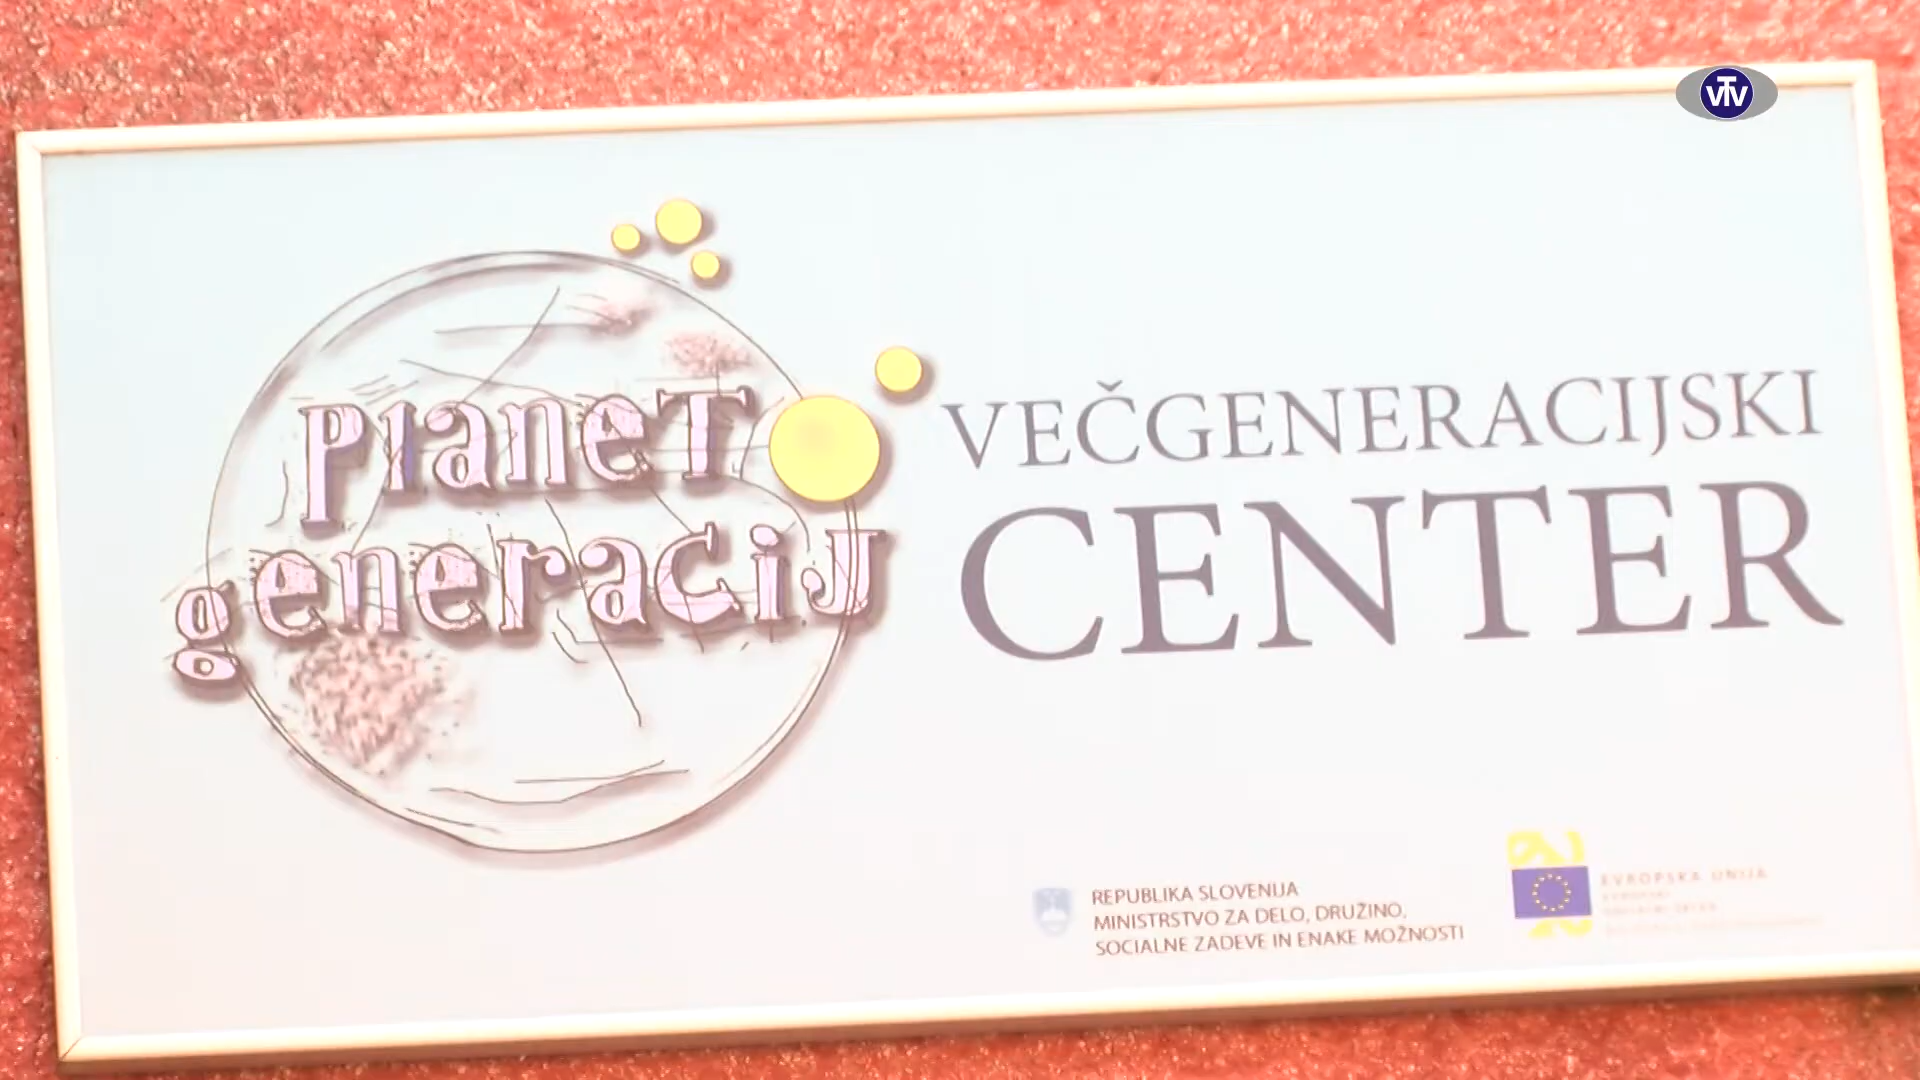 VTV
Planet
generacij
VEČGENERACIJSKI
CENTER
REPUBLIKA SLOVENIJA
MINISTRSTVO ZA DELO, DRUŽINO,
SOCIALNE ZADEVE IN ENAKE MOŽNOSTI
EVROPSKA UNIJA